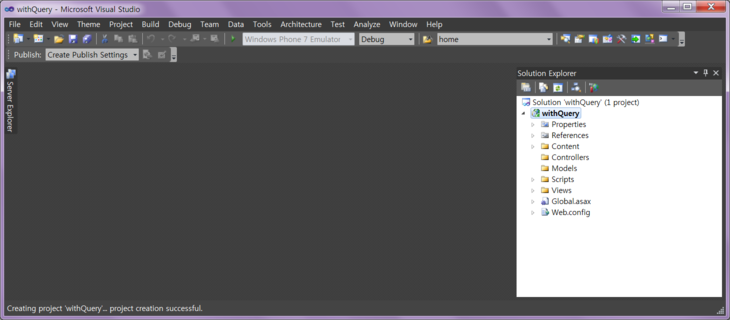 withQuery - Microsoft Visual Studio
File Edit View Theme Project Build Debug Team Data Tools Architecture Test Analyze Window Help
Windows Phone 7 Emulator Debug home
Publish: Create Publish Settings
Server Explorer
Solution Explorer
Solution 'withQuery' (1 project)
withQuery
Properties
References
Content
Controllers
Models
Scripts
Views
Global.asax
Web.config
Creating project 'withQuery'... project creation successful.